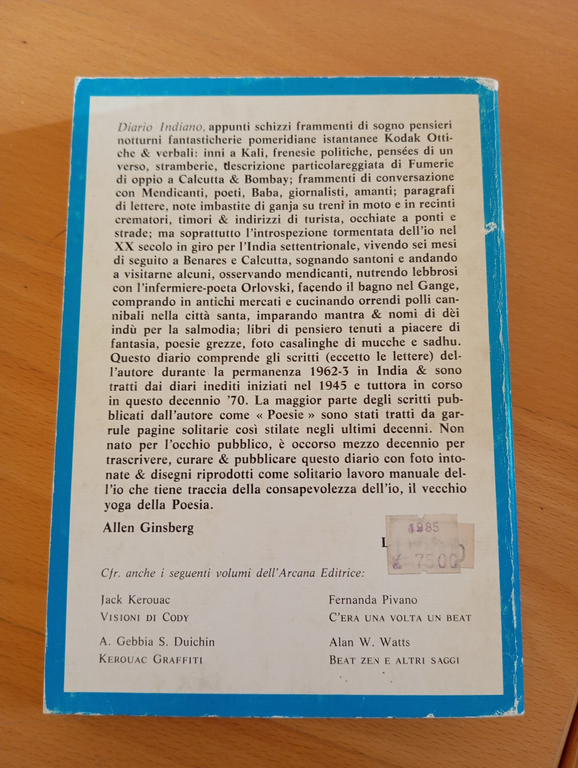 Diario Indiano, appunti schizzi frammenti di sogno pensieri
notturni fantasticherie pomeridiane istantanee Kodak Otti-
che & verbali: inni a Kali, frenesie politiche, pensées di un
verso, stramberie, descrizione particolareggiata di Fumerie
di oppio a Calcutta & Bombay; frammenti di conversazione
con Mendicanti, poeti, Baba, giornalisti, amanti; paragrafi
di lettere, note imbastite di ganja su treni in moto e in recinti
crematori, timori & indirizzi di turista, occhiate a ponti e
strade; ma soprattutto l'introspezione tormentata dell'io nel
XX secolo in giro per l'India settentrionale, vivendo sei mesi
di seguito a Benares e Calcutta, sognando santoni e andando
a visitarne alcuni, osservando mendicanti, nutrendo lebbrosi
con l'infermiere-poeta Orlovski, facendo il bagno nel Gange,
comprando in antichi mercati e cucinando orrendi polli can-
nibali nella città santa, imparando mantra & nomi di dèi
indù per la salmodia; libri di pensiero tenuti a piacere di
fantasia, poesie grezze, foto casalinghe di mucche e sadhu.
Questo diario comprende gli scritti (eccetto le lettere) del-
l'autore durante la permanenza 1962-3 in India & sono
tratti dai diari inediti iniziati nel 1945 e tuttora in corso
in questo decennio '70. La maggior parte degli scritti pub-
blicati dall'autore come « Poesie » sono stati tratti da gar-
rule pagine solitarie così stilate negli ultimi decenni. Non
nato per l'occhio pubblico, è occorso mezzo decennio per
trascrivere, curare & pubblicare questo diario con foto into-
nate & disegni riprodotti come solitario lavoro manuale del-
l'io che tiene traccia della consapevolezza dell'io, il vecchio
yoga della Poesia.
Allen Ginsberg
1985
L
7500
Cfr. anche i seguenti volumi dell'Arcana Editrice:
Jack Kerouac
VISIONI DI CODY
A. Gebbia S. Duichin
KEROUAC GRAFFITI
Fernanda Pivano
C'ERA UNA VOLTA UN BEAT
Alan W. Watts
BEAT ZEN E ALTRI SAGGI